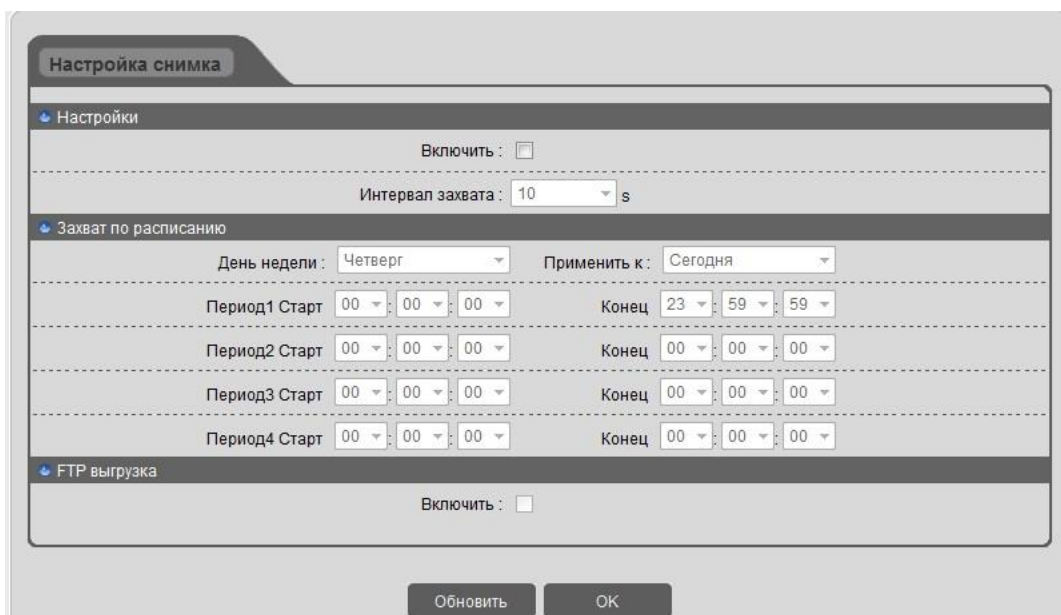 Настройка снимка
Настройки
Включить :
Интервал захвата : 10 s
Захват по расписанию
День недели : Четверг Применить к : Сегодня
Период1 Старт 00 : 00 : 00 Конец 23 : 59 : 59
Период2 Старт 00 : 00 : 00 Конец 00 : 00 : 00
Период3 Старт 00 : 00 : 00 Конец 00 : 00 : 00
Период4 Старт 00 : 00 : 00 Конец 00 : 00 : 00
FTP выгрузка
Включить :
Обновить OK